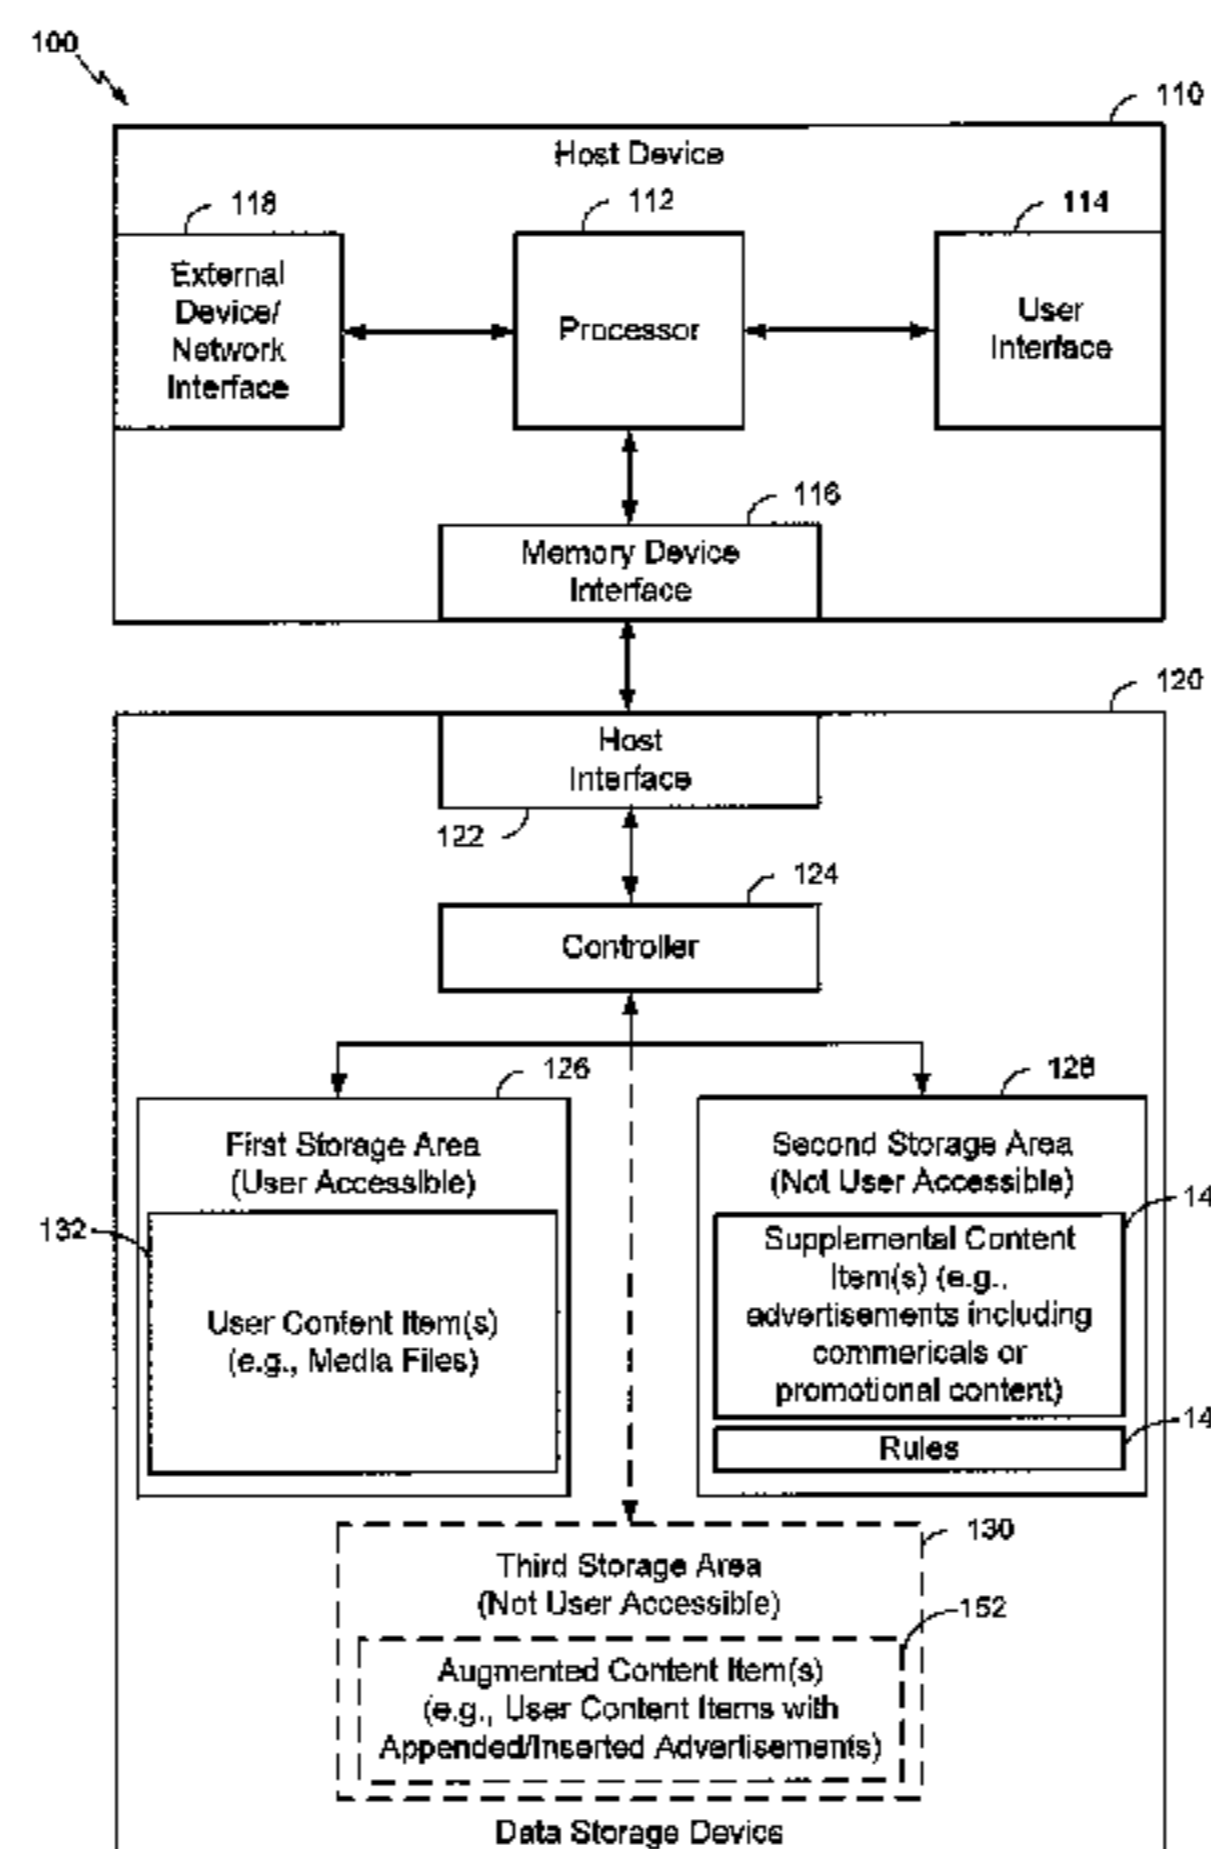 100
110
Host Device
118
112
114
External
Device/
Network
Interface
Processor
User
Interface
116
Memory Device
Interface
120
Host
Interface
122
124
Controller
126
128
First Storage Area
(User Accessible)
Second Storage Area
(Not User Accessible)
132
14
User Content Item(s)
(e.g., Media Files)
Supplemental Content
Item(s) (e.g.,
advertisements including
commericals or
promotional content)
14
Rules
130
Third Storage Area
(Not User Accessible)
152
Augmented Content Item(s)
(e.g., User Content Items with
Appended/Inserted Advertisements)
Data Storage Device